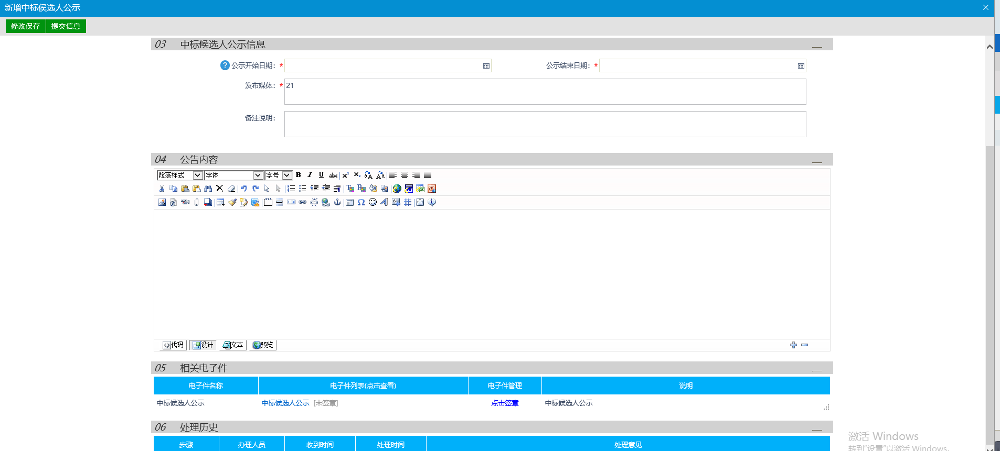 新增中标侯选人公示
修改保存 提交信息
03 中标候选人公示信息
公示开始日期: * 公示结束日期: *
发布媒体: * 21
备注说明:
04 公告内容
段落样式 字体 字号 B I U abc
代码 设计 文本 预览
05 相关电子件
电子件名称 电子件列表(点击查看) 电子件管理 说明
中标候选人公示 中标候选人公示 [未签章] 点击签章 中标候选人公示
06 处理历史
步骤 办理人员 收到时间 处理时间 处理意见
激活 Windows
转到"设置"以激活 Windows。